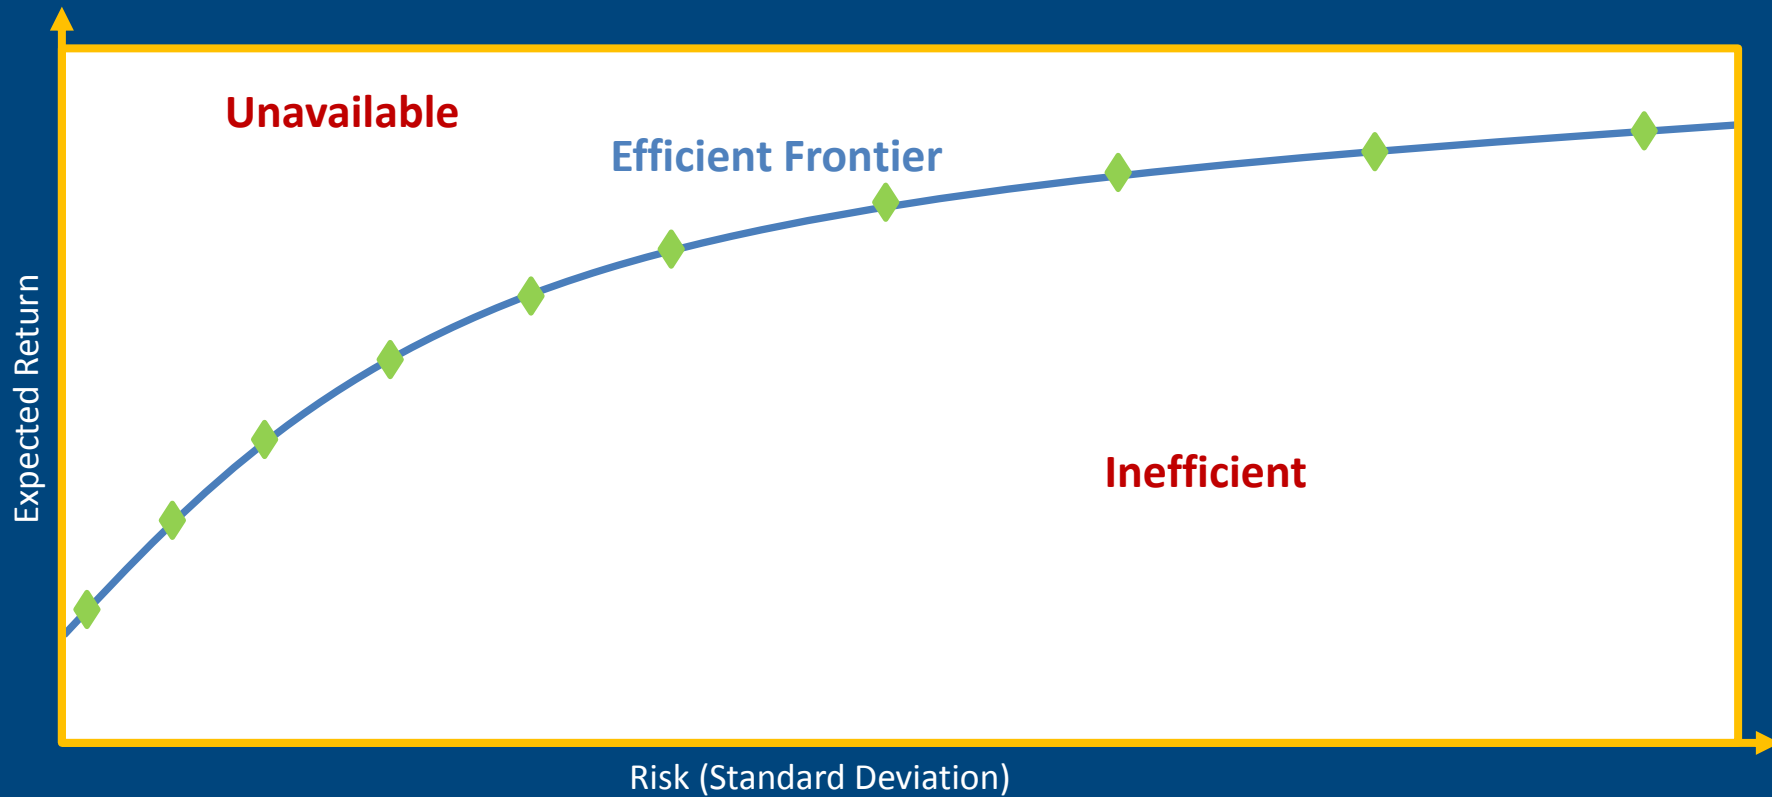 Unavailable
Efficient Frontier
Expected Return
Inefficient
Risk (Standard Deviation)